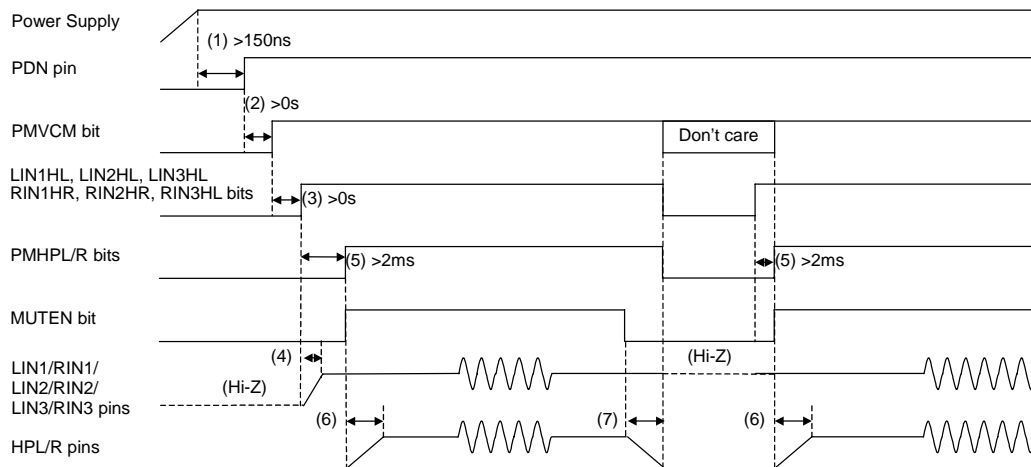 Power Supply
(1) >150ns
PDN pin
(2) >0s
PMVCM bit
Don't care
LIN1HL, LIN2HL, LIN3HL
RIN1HR, RIN2HR, RIN3HL bits
(3) >0s
PMHPL/R bits
(5) >2ms
(5) >2ms
MUTEN bit
(4)
(Hi-Z)
LIN1/RIN1/
LIN2/RIN2/
LIN3/RIN3 pins
(Hi-Z)
(6)
(7)
(6)
HPL/R pins